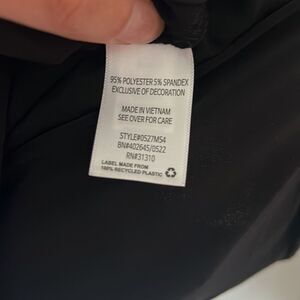 95% POLYESTER 5% SPANDEX
EXCLUSIVE OF DECORATION
MADE IN VIETNAM
SEE OVER FOR CARE
STYLE#0527M54
BN#402645/0522
RN#31310
LABEL MADE FROM
100% RECYCLED PLASTIC